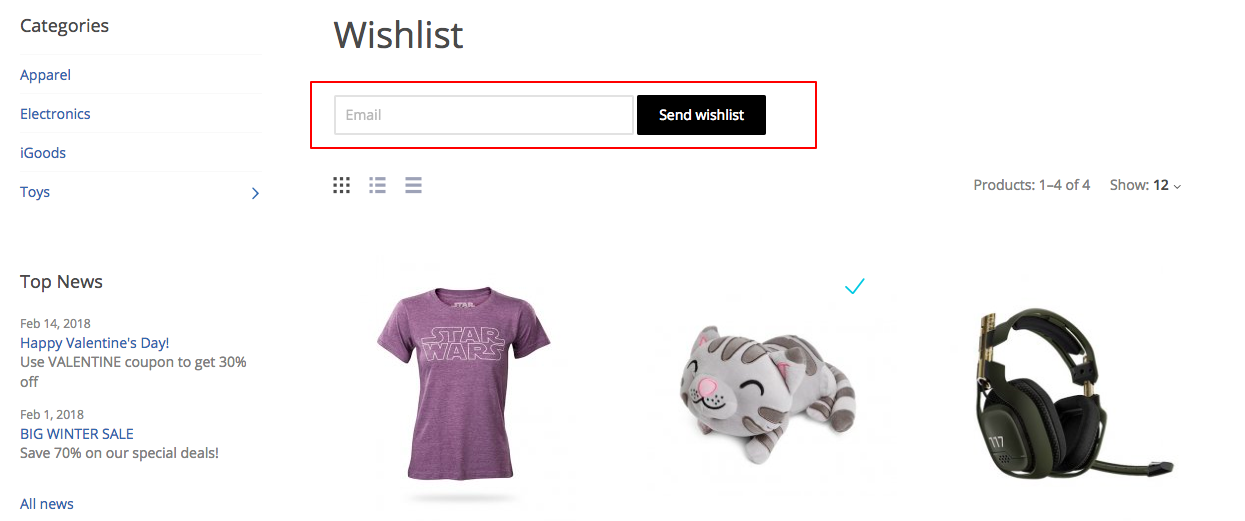 Categories
Apparel
Electronics
iGoods
Toys
Top News
Feb 14, 2018
Happy Valentine's Day!
Use VALENTINE coupon to get 30%
off
Feb 1, 2018
BIG WINTER SALE
Save 70% on our special deals!
All news
Wishlist
Email
Send wishlist
Products: 1–4 of 4
Show: 12
STAR
STAR
WARS
717